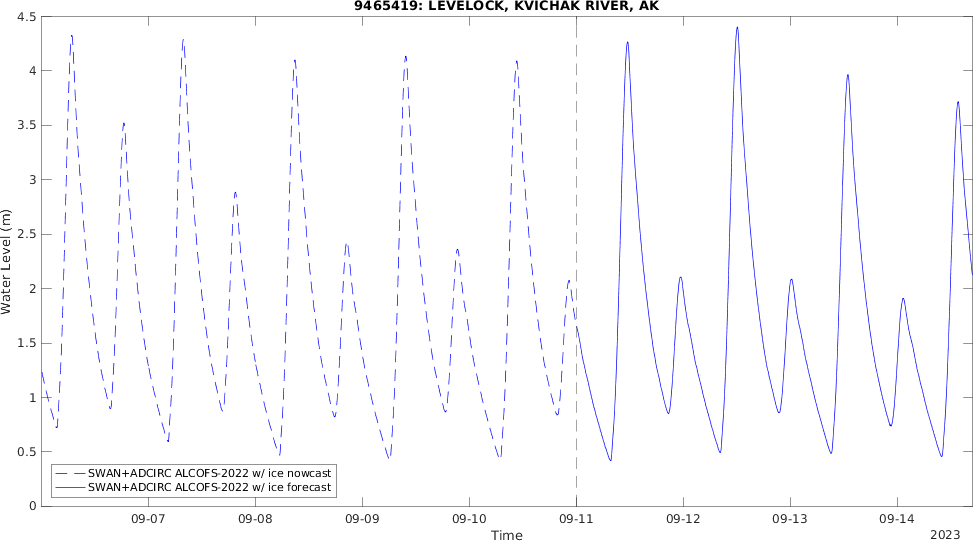 9465419: LEVELOCK, KVICHAK RIVER, AK
4.5
4
3.5
3
2.5
2
1.5
1
0.5
0
Water Level (m)
SWAN+ADCIRC ALCOFS-2022 w/ ice nowcast
SWAN+ADCIRC ALCOFS-2022 w/ ice forecast
09-07 09-08 09-09 09-10 09-11 09-12 09-13 09-14
Time
2023